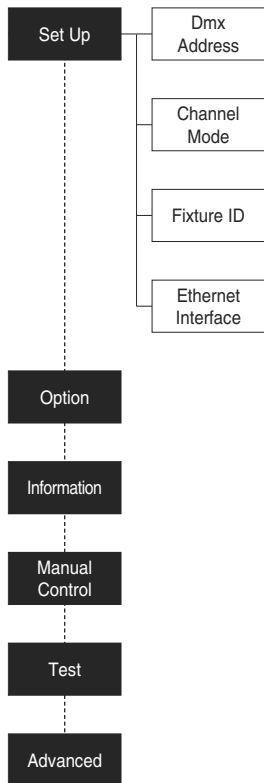 Set Up
Dmx
Address
Channel
Mode
Fixture ID
Ethernet
Interface
Option
Information
Manual
Control
Test
Advanced